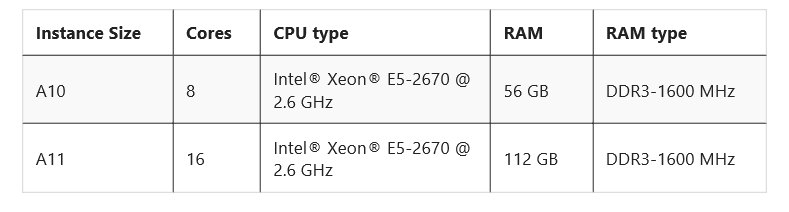 Instance Size Cores CPU type RAM RAM type
A10 8 Intel® Xeon® E5-2670 @ 56 GB DDR3-1600 MHz
2.6 GHz
A11 16 Intel® Xeon® E5-2670 @ 112 GB DDR3-1600 MHz
2.6 GHz